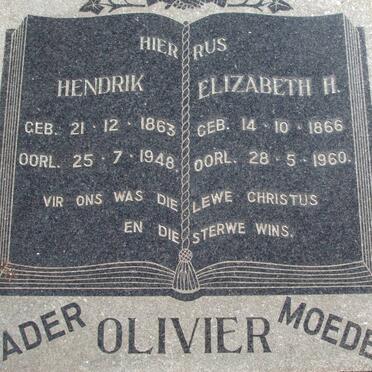 HIER RUS
HENDRIK ELIZABETH H.
GEB. 21-12-1863 GEB. 14-10-1866
OORL. 25-7-1948. OORL. 28-5-1960.
VIR ONS WAS DIE LEWE CHRISTUS
EN DIE STERWE WINS.
ADER OLIVIER MOEDE